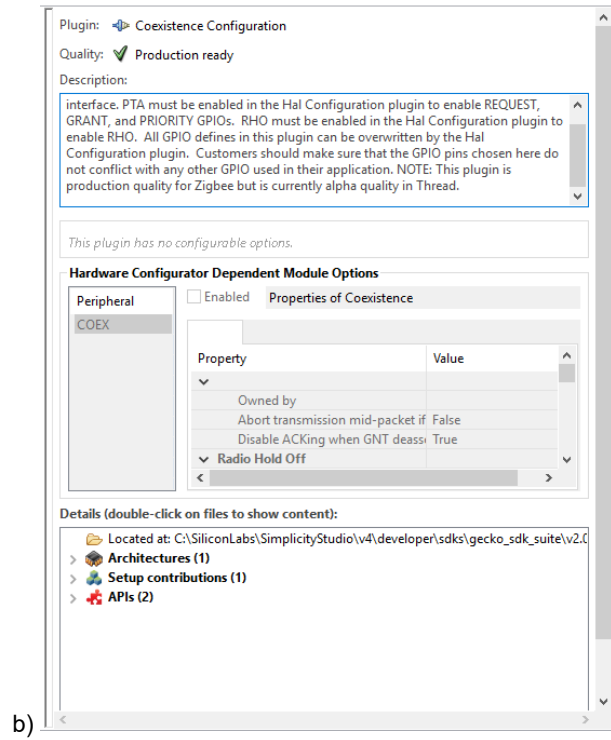 Plugin: Coexistence Configuration
Quality: Production ready
Description:
interface. PTA must be enabled in the Hal Configuration plugin to enable REQUEST,
GRANT, and PRIORITY GPIOs. RHO must be enabled in the Hal Configuration plugin to
enable RHO. All GPIO defines in this plugin can be overwritten by the Hal
Configuration plugin. Customers should make sure that the GPIO pins chosen here do
not conflict with any other GPIO used in their application. NOTE: This plugin is
production quality for Zigbee but is currently alpha quality in Thread.
This plugin has no configurable options.
Hardware Configurator Dependent Module Options
Peripheral
COEX
Enabled Properties of Coexistence
Property Value
Owned by
Abort transmission mid-packet if False
Disable ACKing when GNT deasse True
Radio Hold Off
Details (double-click on files to show content):
Located at: C:\SiliconLabs\SimplicityStudio\v4\developer\sdks\gecko_sdk_suite\v2.0
Architectures (1)
Setup contributions (1)
APIs (2)
b)